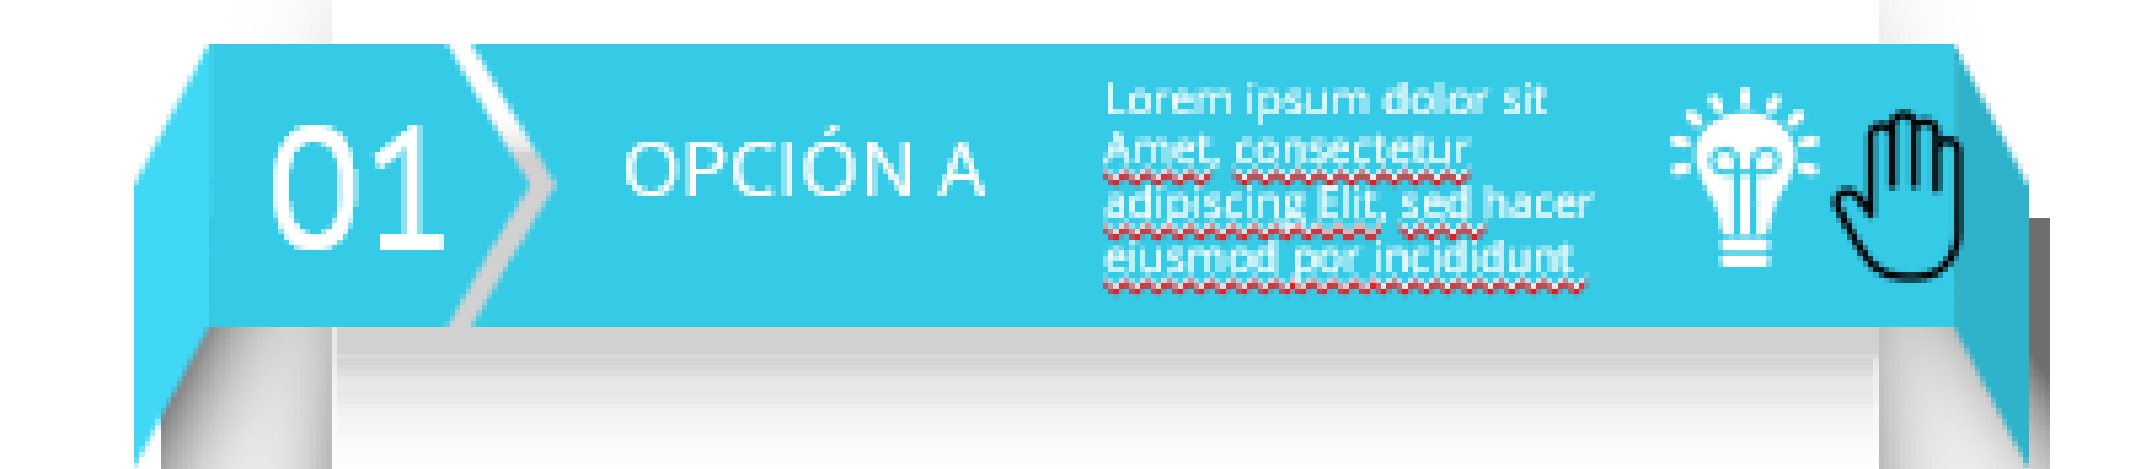 01
OPCIÓN A
Lorem ipsum dolor sit
Amet, consectetur
adipiscing Elit, sed hacer
eiusmod por incididunt